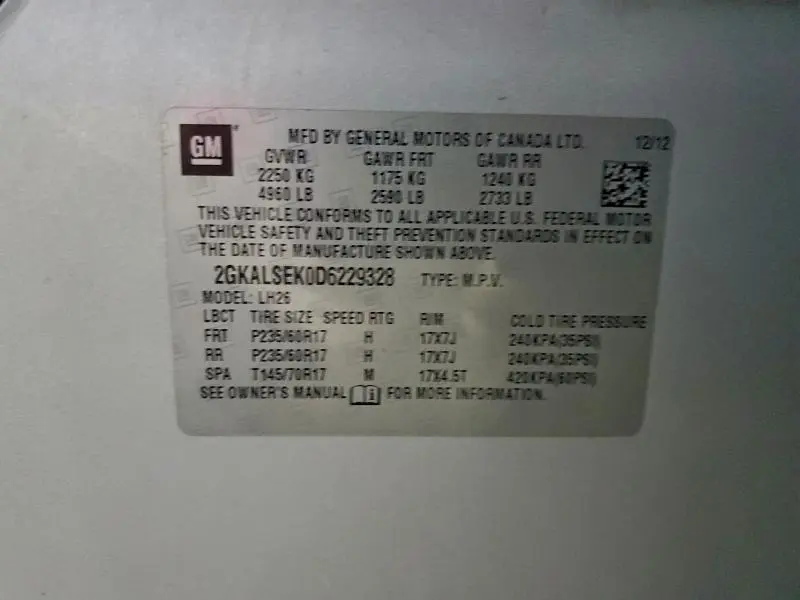 GM
MFD BY GENERAL MOTORS OF CANADA LTD. 12/12
GVWR GAWR FRT GAWR RR
2250 KG 1175 KG 1240 KG
4960 LB 2590 LB 2733 LB
THIS VEHICLE CONFORMS TO ALL APPLICABLE U.S. FEDERAL MOTOR
VEHICLE SAFETY AND THEFT PREVENTION STANDARDS IN EFFECT ON
THE DATE OF MANUFACTURE SHOWN ABOVE.
2GKALSEK0D6229328 TYPE: M.P.V.
MODEL: LH26
LBCT TIRE SIZE SPEED RTG RIM COLD TIRE PRESSURE
FRT P235/60R17 H 17X7J 240KPA(35PSI)
RR P235/60R17 H 17X7J 240KPA(35PSI)
SPA T145/70R17 M 17X4.5T 420KPA(60PSI)
SEE OWNER'S MANUAL i FOR MORE INFORMATION.